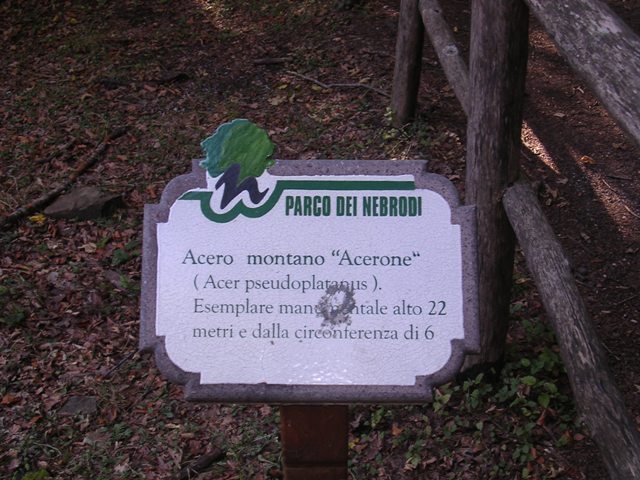 PARCO DEI NEBRODI
Acero montano "Acerone"
( Acer pseudoplatanus ).
Esemplare alto 22
metri e dalla circonferenza di 6